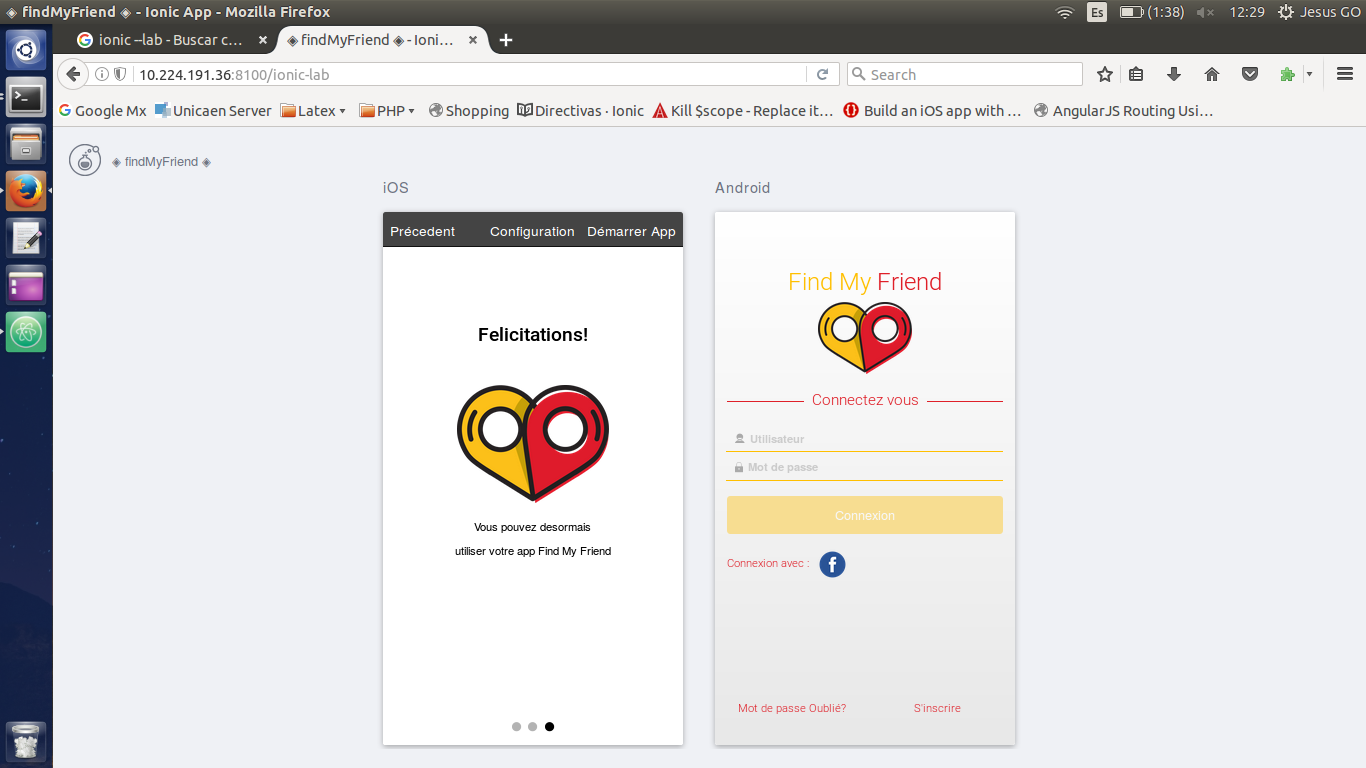 ◈ findMyFriend ◈ - Ionic App - Mozilla Firefox
Es
(1:38)
12:29
Jesus GO
ionic --lab - Buscar c...
◈ findMyFriend ◈ - Ioni...
10.224.191.36:8100/ionic-lab
Search
Google Mx
Unicaen Server
Latex
PHP
Shopping
Directivas · Ionic
Kill $scope - Replace it...
Build an iOS app with ...
AngularJS Routing Usi...
◈ findMyFriend ◈
iOS
Précedent
Configuration
Démarrer App
Felicitations!
Vous pouvez desormais
utiliser votre app Find My Friend
Android
Find My Friend
Connectez vous
Utilisateur
Mot de passe
Connexion
Connexion avec :
f
Mot de passe Oublié?
S'inscrire